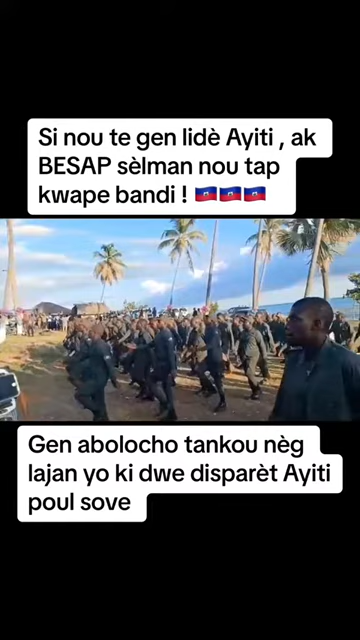 Si nou te gen lidè Ayiti , ak
BESAP sèlman nou tap
kwape bandi ! 🇭🇹🇭🇹🇭🇹
Gen abolocho tankou nèg
lajan yo ki dwe disparèt Ayiti
poul sove